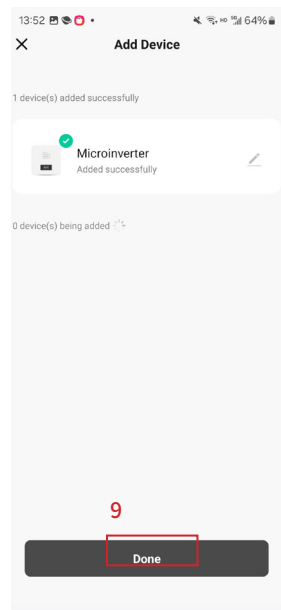 13:52 64%
Add Device
1 device(s) added successfully
Microinverter
Added successfully
0 device(s) being added
9
Done